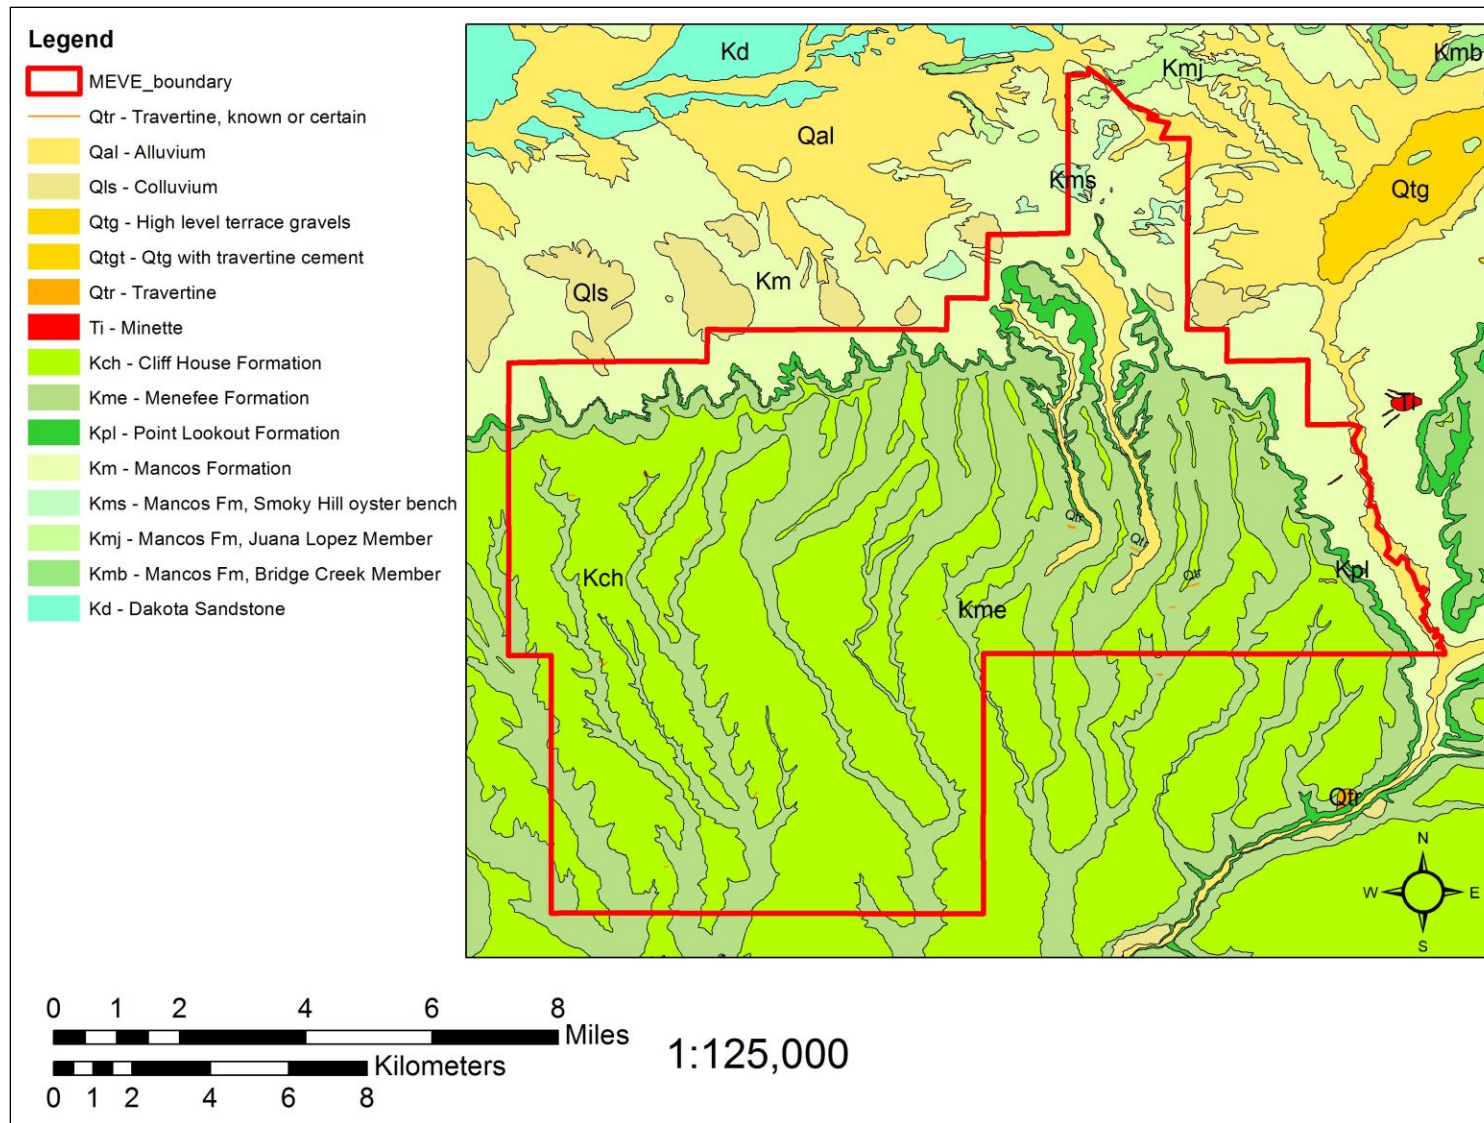 Legend
MEVE_boundary
Qtr - Travertine, known or certain
Qal - Alluvium
Qls - Colluvium
Qtg - High level terrace gravels
Qtgt - Qtg with travertine cement
Qtr - Travertine
Ti - Minette
Kch - Cliff House Formation
Kme - Menefee Formation
Kpl - Point Lookout Formation
Km - Mancos Formation
Kms - Mancos Fm, Smoky Hill oyster bench
Kmj - Mancos Fm, Juana Lopez Member
Kmb - Mancos Fm, Bridge Creek Member
Kd - Dakota Sandstone
Kd
Kmb
Kmj
Qal
Kms
Qtg
Km
Qls
Ti
Qtr
Qtr
Qtr
Kpl
Kch
Kme
Qtr
N
W E
S
0 1 2 4 6 8
Miles
Kilometers
0 1 2 4 6 8
1:125,000